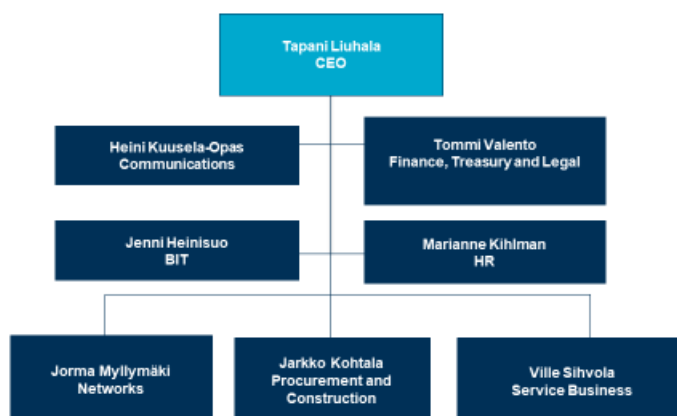 Tapani Liuhala
CEO
Heini Kuusela-Opas
Communications
Tommi Valento
Finance, Treasury and Legal
Jenni Heinisuo
BIT
Marianne Kihlman
HR
Jorma Myllymäki
Networks
Jarkko Kohtala
Procurement and
Construction
Ville Sihvola
Service Business